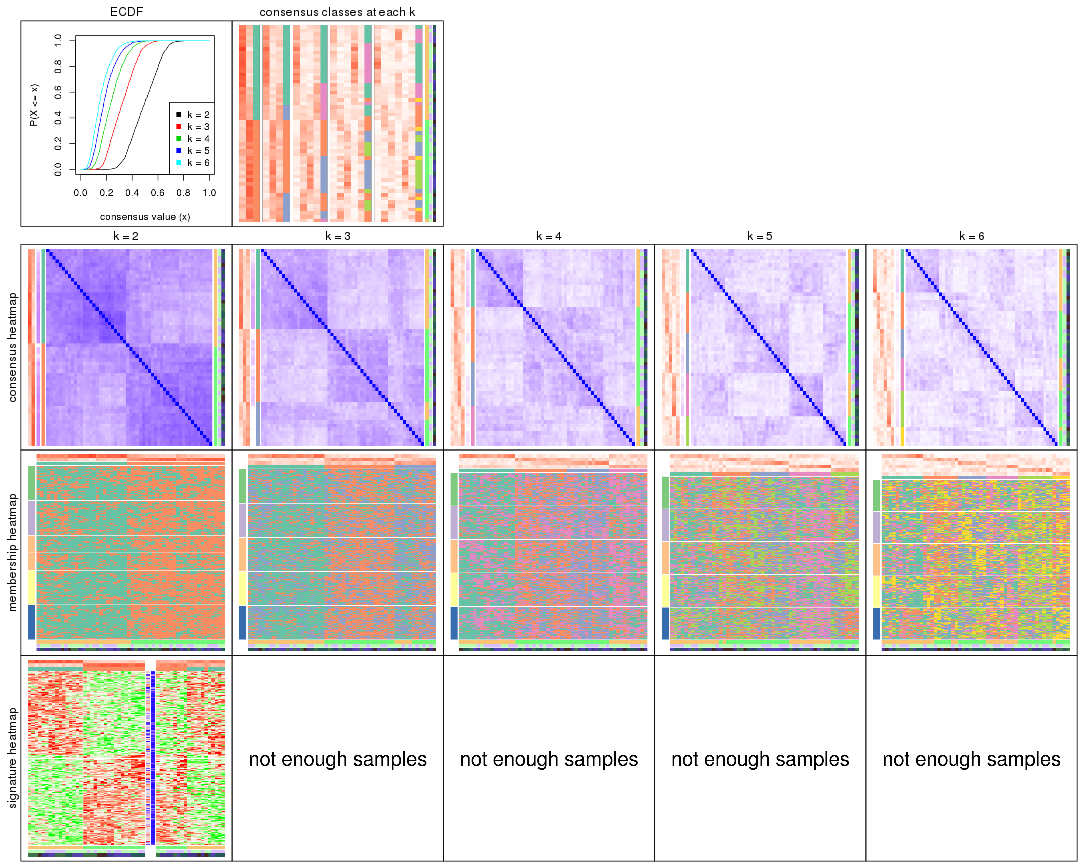 ECDF
consensus classes at each k
P(X <= x)
0.0 0.2 0.4 0.6 0.8 1.0
k = 2
k = 3
k = 4
k = 5
k = 6
0.0 0.2 0.4 0.6 0.8 1.0
consensus value (x)
k = 2 k = 3 k = 4 k = 5 k = 6
consensus heatmap
membership heatmap
signature heatmap
not enough samples
not enough samples
not enough samples
not enough samples